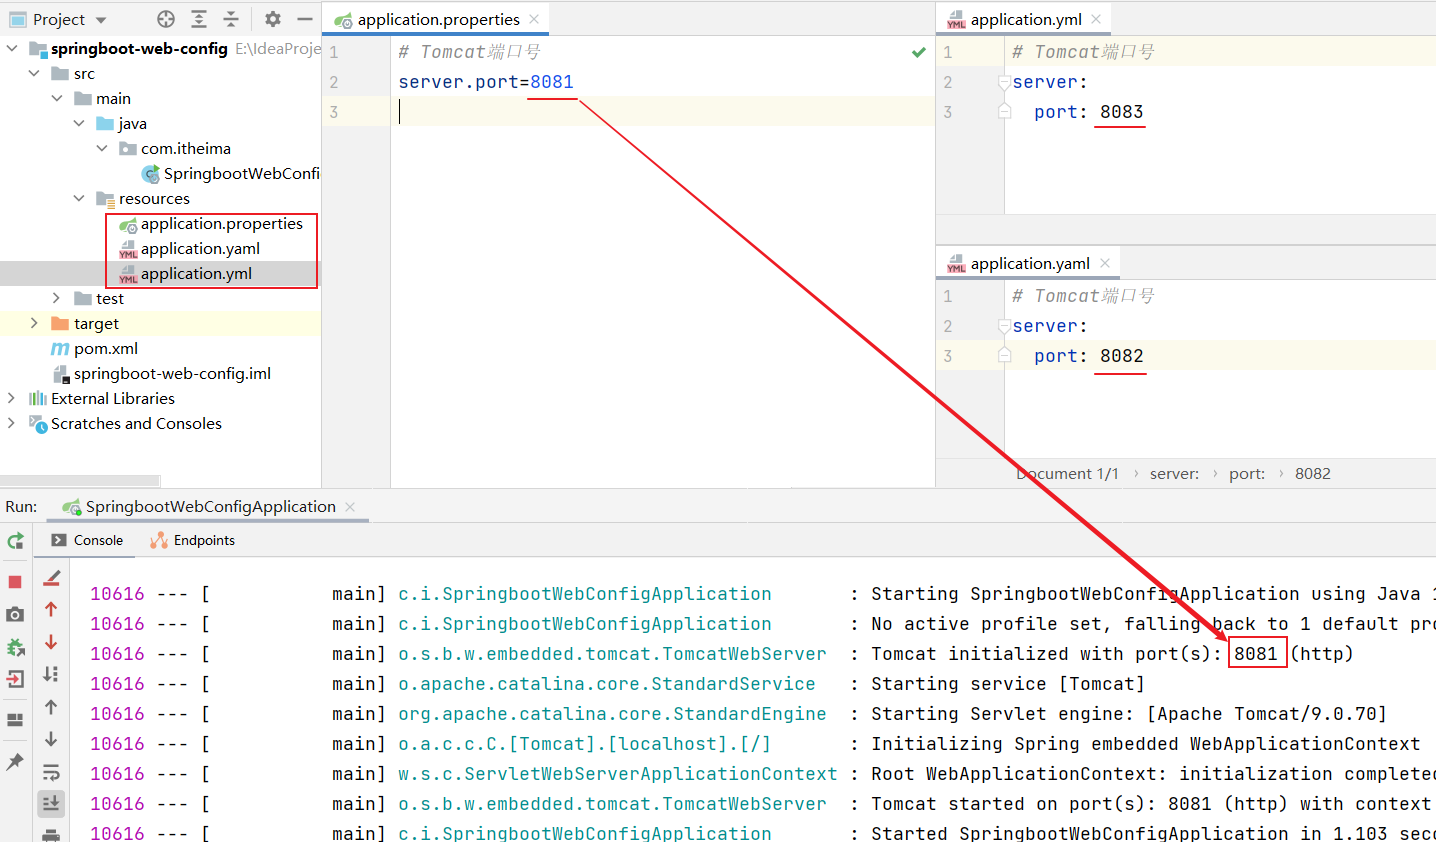 Project
springboot-web-config E:\IdeaProje
src
main
java
com.itheima
SpringbootWebConfi
resources
application.properties
application.yaml
application.yml
test
target
pom.xml
springboot-web-config.iml
External Libraries
Scratches and Consoles
application.properties
1 # Tomcat端口号
2 server.port=8081
3
application.yml
1 # Tomcat端口号
2 server:
3 port: 8083
application.yaml
1 # Tomcat端口号
2 server:
3 port: 8082
Document 1/1 › server: › port: › 8082
Run: SpringbootWebConfigApplication
Console Endpoints
10616 --- [ main] c.i.SpringbootWebConfigApplication : Starting SpringbootWebConfigApplication using Java 1
10616 --- [ main] c.i.SpringbootWebConfigApplication : No active profile set, falling back to 1 default pro
10616 --- [ main] o.s.b.w.embedded.tomcat.TomcatWebServer : Tomcat initialized with port(s): 8081 (http)
10616 --- [ main] o.apache.catalina.core.StandardService : Starting service [Tomcat]
10616 --- [ main] org.apache.catalina.core.StandardEngine : Starting Servlet engine: [Apache Tomcat/9.0.70]
10616 --- [ main] o.a.c.c.C.[Tomcat].[localhost].[/] : Initializing Spring embedded WebApplicationContext
10616 --- [ main] w.s.c.ServletWebServerApplicationContext : Root WebApplicationContext: initialization completed
10616 --- [ main] o.s.b.w.embedded.tomcat.TomcatWebServer : Tomcat started on port(s): 8081 (http) with context
10616 --- [ main] c.i.SpringbootWebConfigApplication : Started SpringbootWebConfigApplication in 1.103 seco